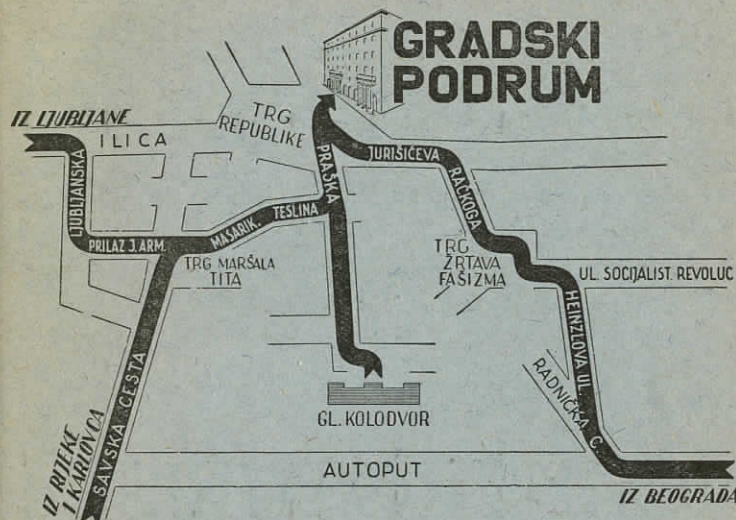 GRADSKI
PODRUM
IZ LJUBLJANE
ILICA
TRG
REPUBLIKE
LJUBLJANSKA
PRAŠKA
JURIŠIĆEVA
RAČKOGA
PRILAZ J. ARM.
MASARIK.
TESLINA
TRG MARŠALA
TITA
TRG
ŽRTAVA
FAŠIZMA
UL. SOCIJALIST. REVOLUC
HEINZLOVA UL.
RADNIČKA C.
SAVSKA CESTA
IZ RIJEKE
I KARLOVCA
GL. KOLODVOR
AUTOPUT
IZ BEOGRADA